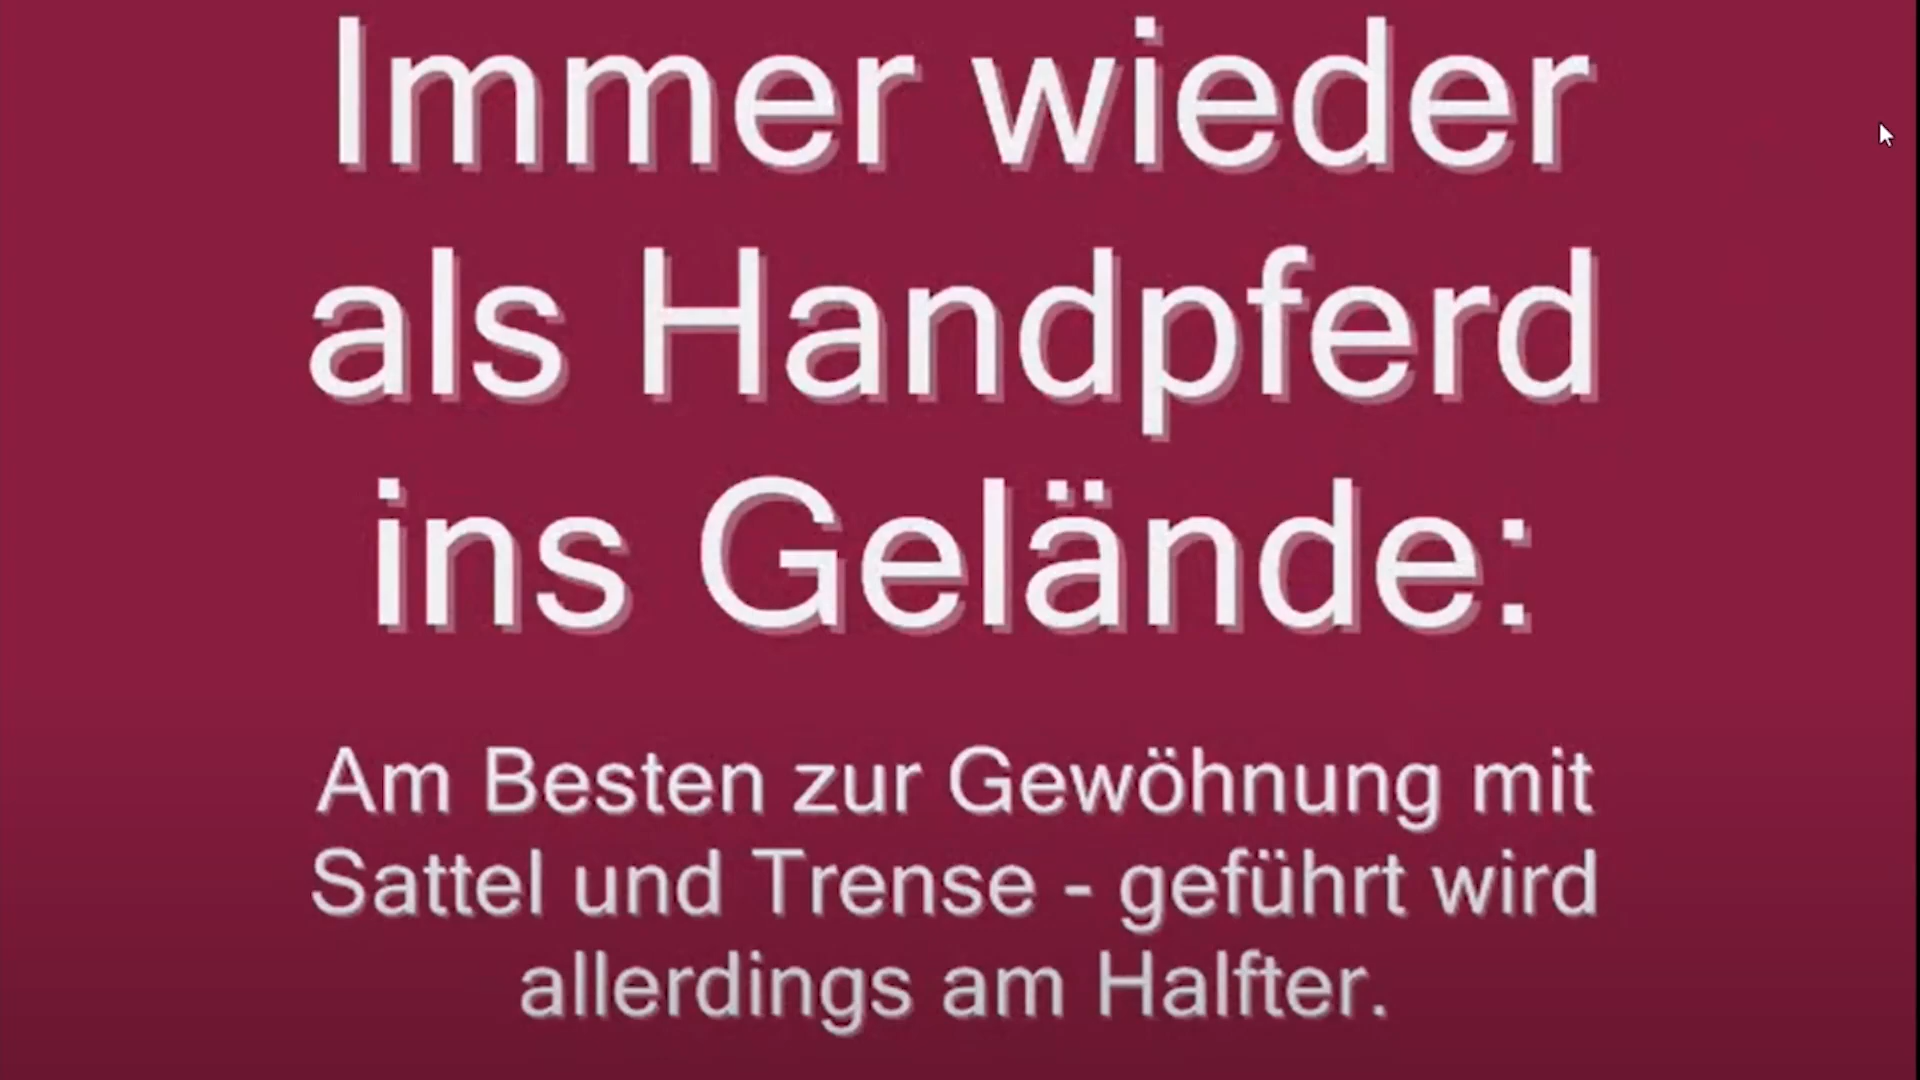 Immer wieder
als Handpferd
ins Gelände:
Am Besten zur Gewöhnung mit
Sattel und Trense - geführt wird
allerdings am Halfter.